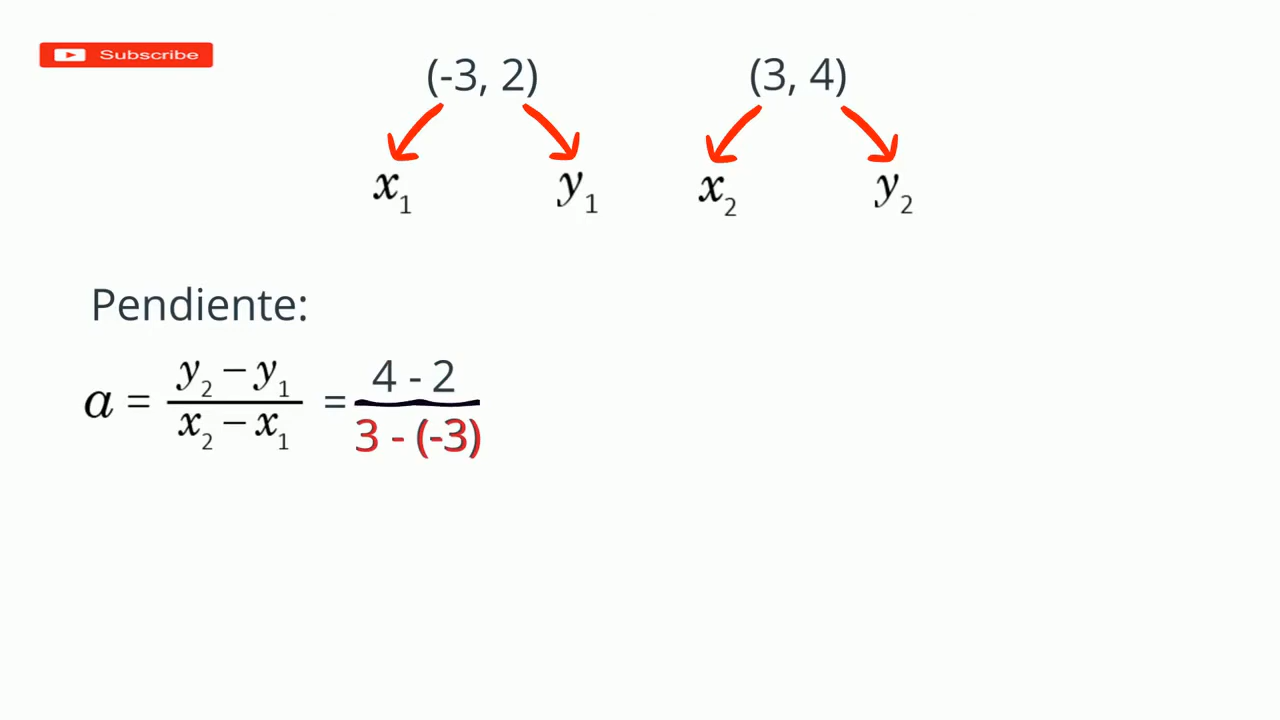 Subscribe
(-3, 2) (3, 4)
x₁ y₁ x₂ y₂
Pendiente:
a = (y₂ − y₁)/(x₂ − x₁) = (4 - 2)/(3 - (-3))